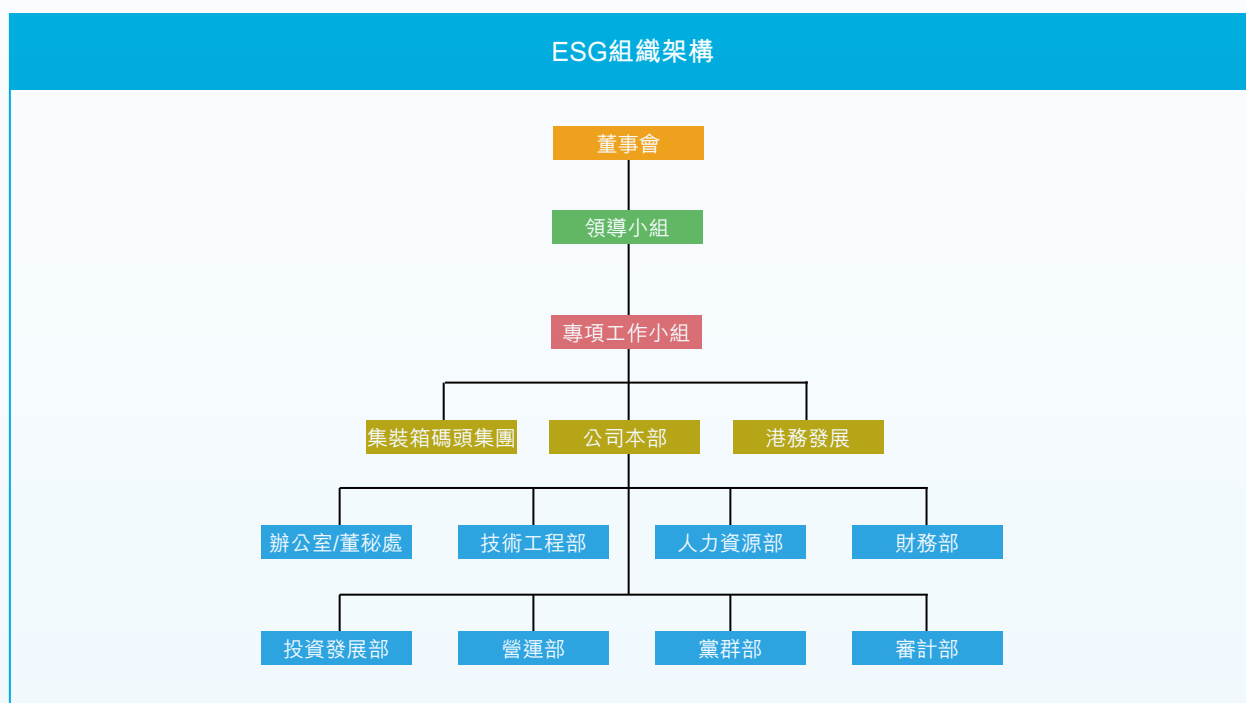 ESG組織架構
董事會
領導小組
專項工作小組
集裝箱碼頭集團
公司本部
港務發展
辦公室/董秘處
技術工程部
人力資源部
財務部
投資發展部
營運部
黨群部
審計部